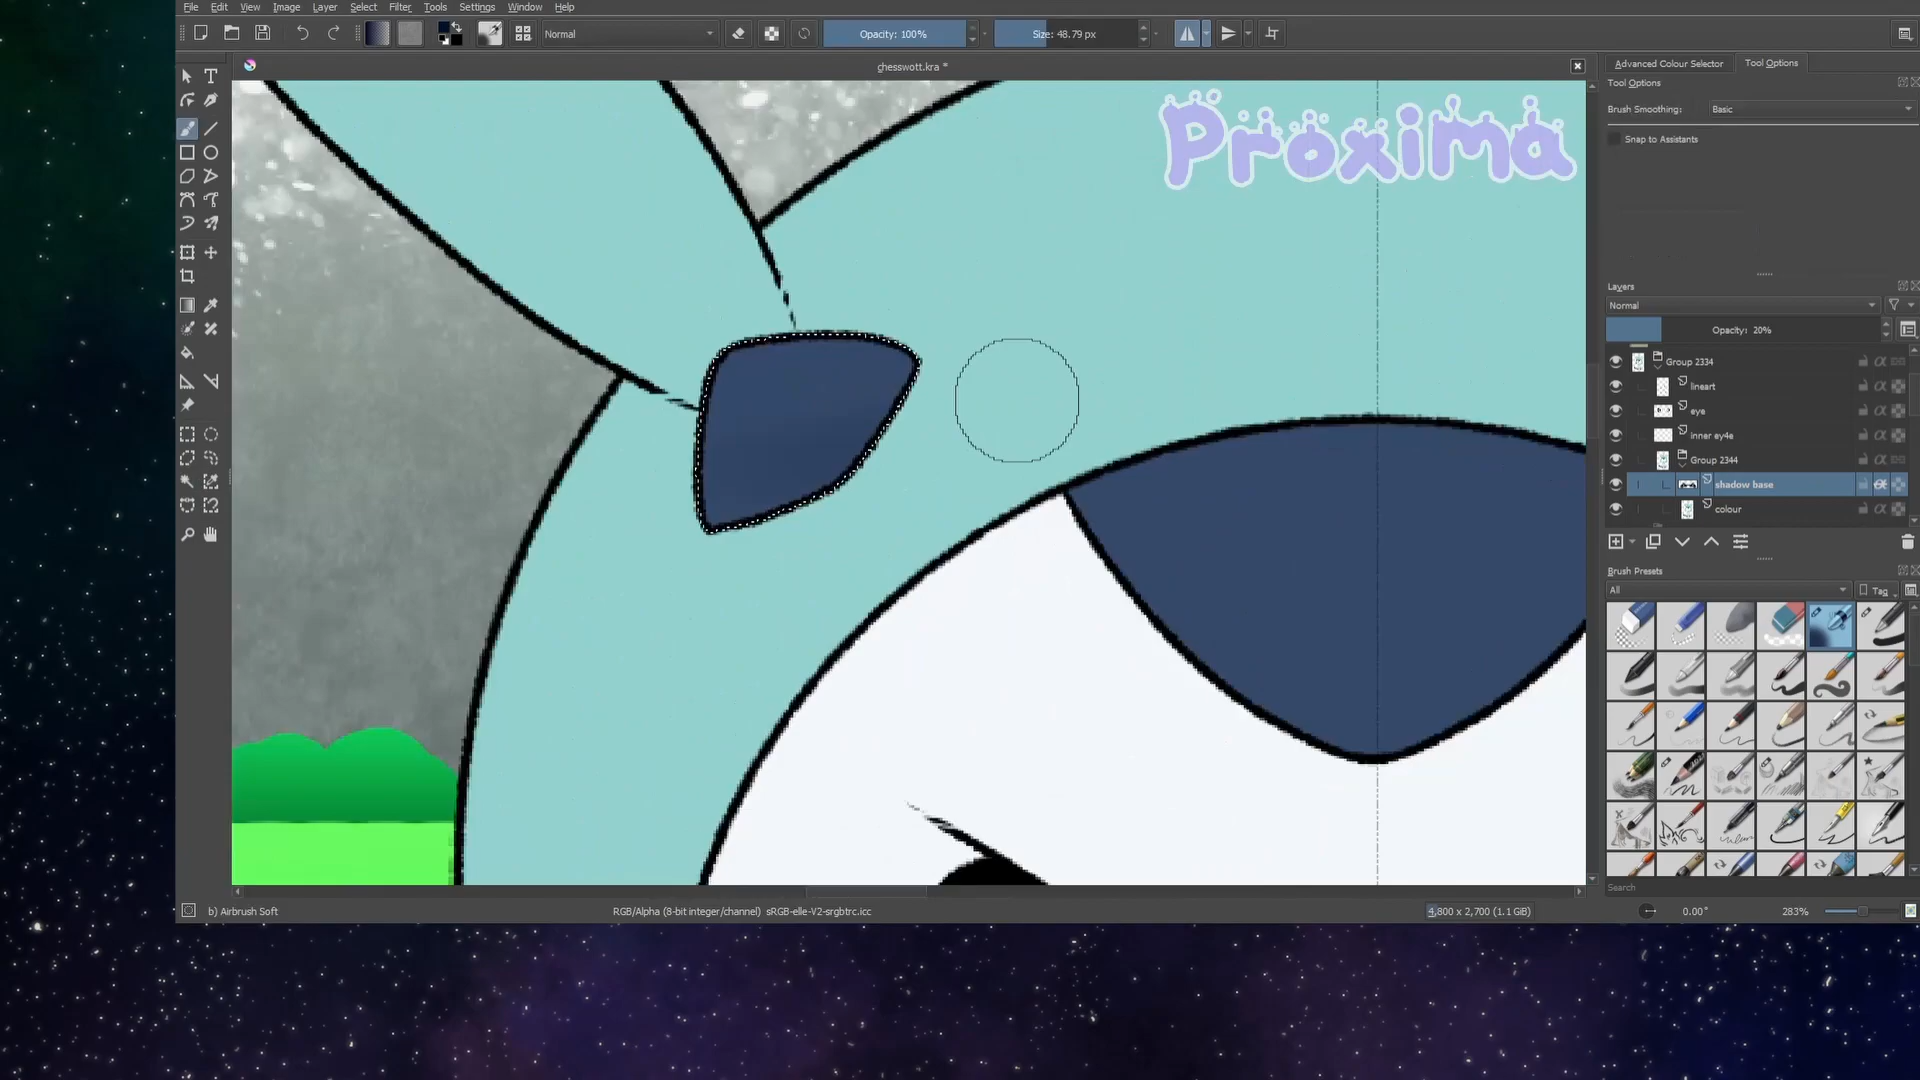 File Edit View Image Layer Select Filter Tools Settings Window Help
Normal
Opacity: 100%
Size: 48.79 px
ghesswott.kra *
Advanced Colour Selector
Tool Options
Tool Options
Brush Smoothing:
Basic
Snap to Assistants
Proxima
Layers
Normal
Opacity: 20%
Group 2334
lineart
eye
inner ey4e
Group 2344
shadow base
colour
Brush Presets
All
Tag
Search
b) Airbrush Soft
RGB/Alpha (8-bit integer/channel) sRGB-elle-V2-srgbtrc.icc
4,800 x 2,700 (1.1 GiB)
0.00°
283%